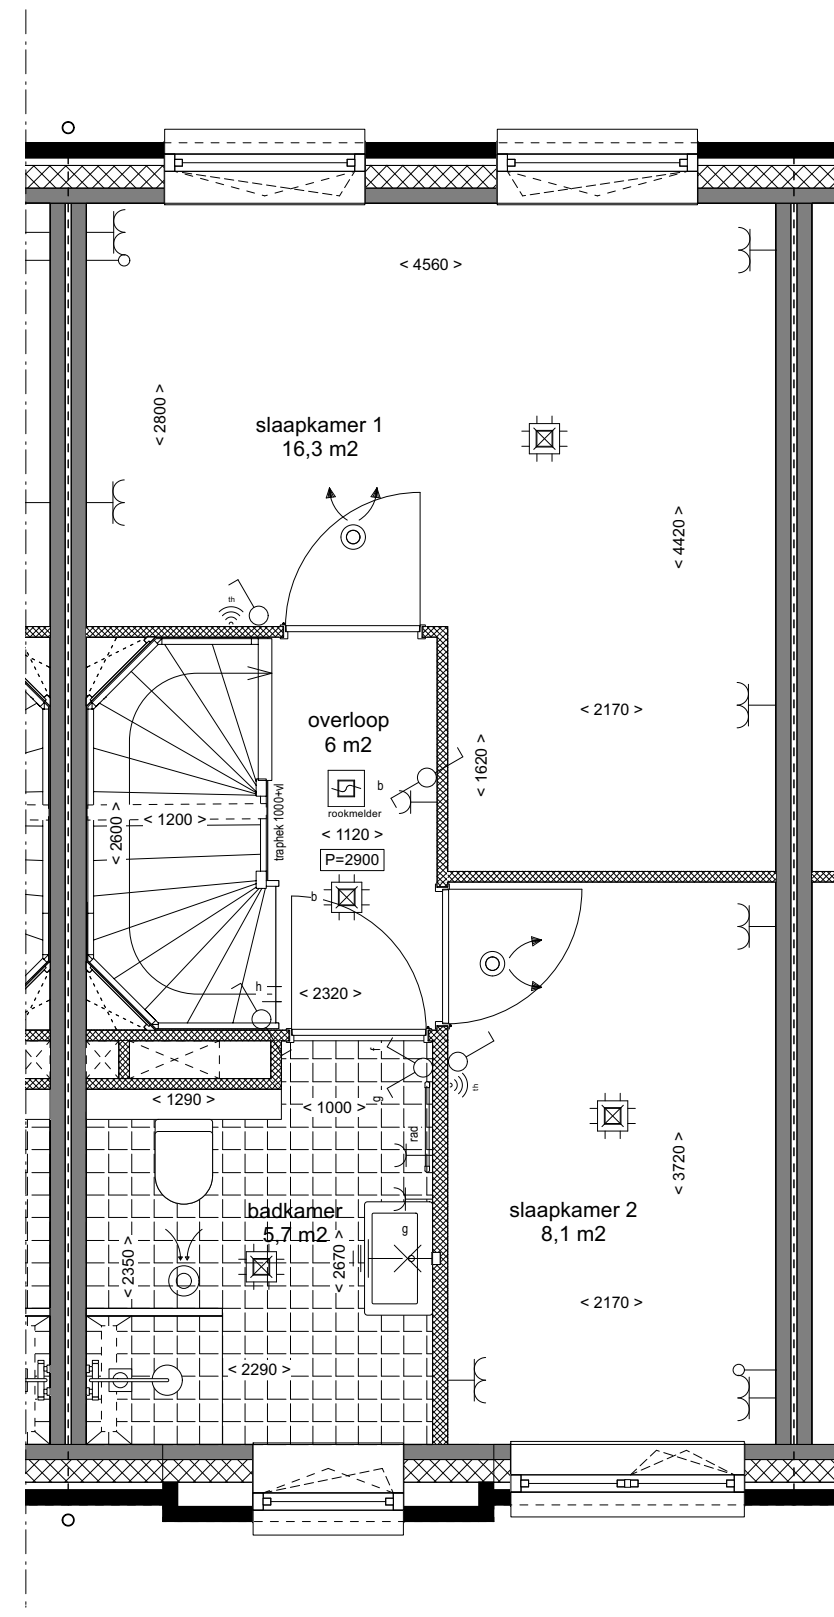 < 4560 >
< 2800 >
slaapkamer 1
16,3 m2
< 4420 >
th
< 2170 >
overloop
6 m2
< 1620 >
b
rookmelder
< 1200 >
< 2600 >
traphek 1000+vl
< 1120 >
P=2900
b
h
< 2320 >
f
g
th
< 1290 >
< 1000 >
rad
< 3720 >
badkamer
5,7 m2
slaapkamer 2
8,1 m2
g
< 2350 >
< 2670 >
< 2170 >
< 2290 >